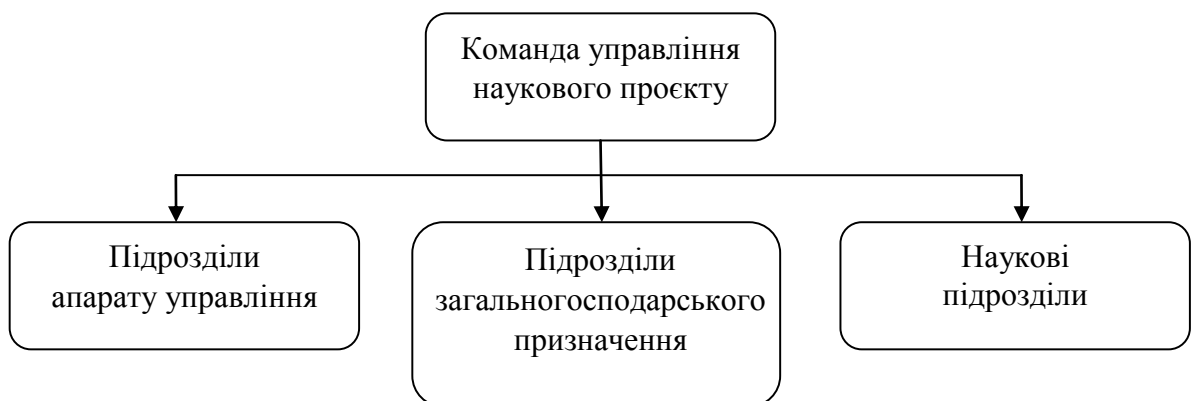 Команда управління
наукового проєкту
Підрозділи
апарату управління
Підрозділи
загальногосподарського
призначення
Наукові
підрозділи